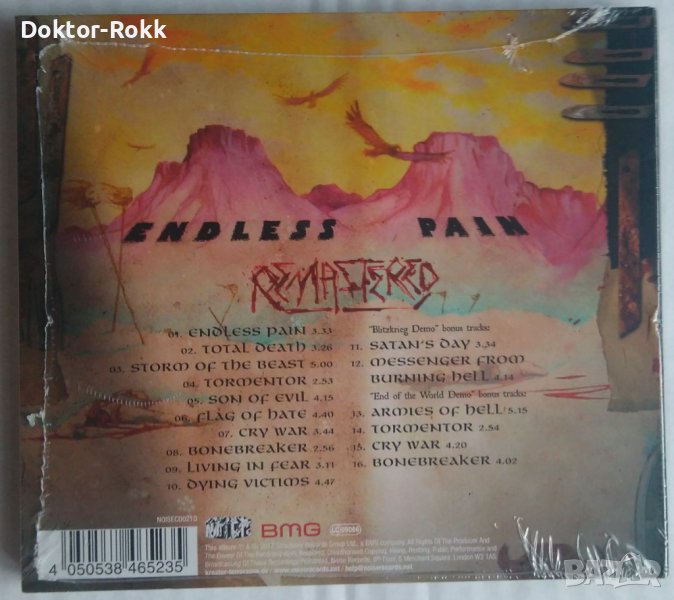 Doktor-Rokk
ENDLESS PAIN
REMASTERED
01. ENDLESS PAIN 3.33
02. TOTAL DEATH 3.26
03. STORM OF THE BEAST 5.00
04. TORMENTOR 2.53
05. SON OF EVIL 4.15
06. FLAG OF HATE 4.40
07. CRY WAR 3.44
08. BONEBREAKER 2.56
09. LIVING IN FEAR 3.11
10. DYING VICTIMS 4.47
"Blitzkrieg Demo" bonus tracks:
11. SATAN'S DAY 3.34
12. MESSENGER FROM
BURNING HELL 4.14
"End of the World Demo" bonus tracks:
13. ARMIES OF HELL 5.15
14. TORMENTOR 2.54
15. CRY WAR 4.20
16. BONEBREAKER 4.02
NOISECD021D
NOISE
BMG
LC 09066
4 050538 465235
BAZAR